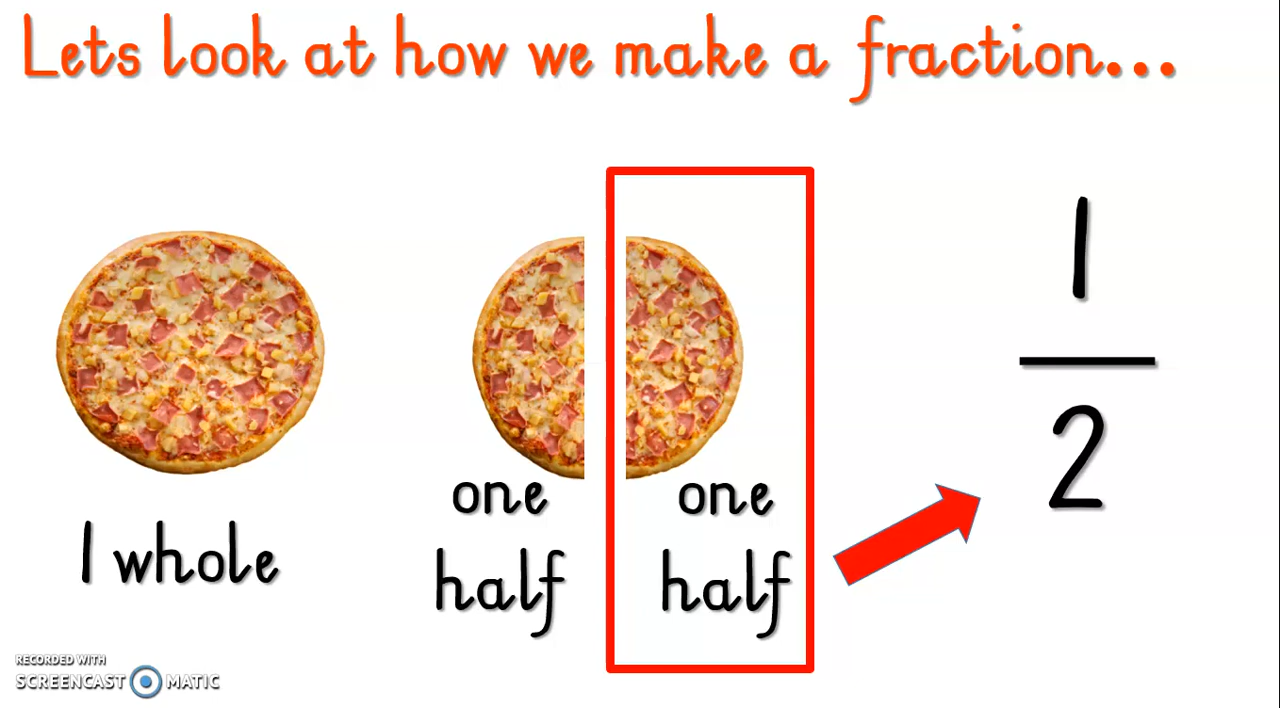 Lets look at how we make a fraction...
1
2
one
half
one
half
1 whole
RECORDED WITH
SCREENCAST MATIC